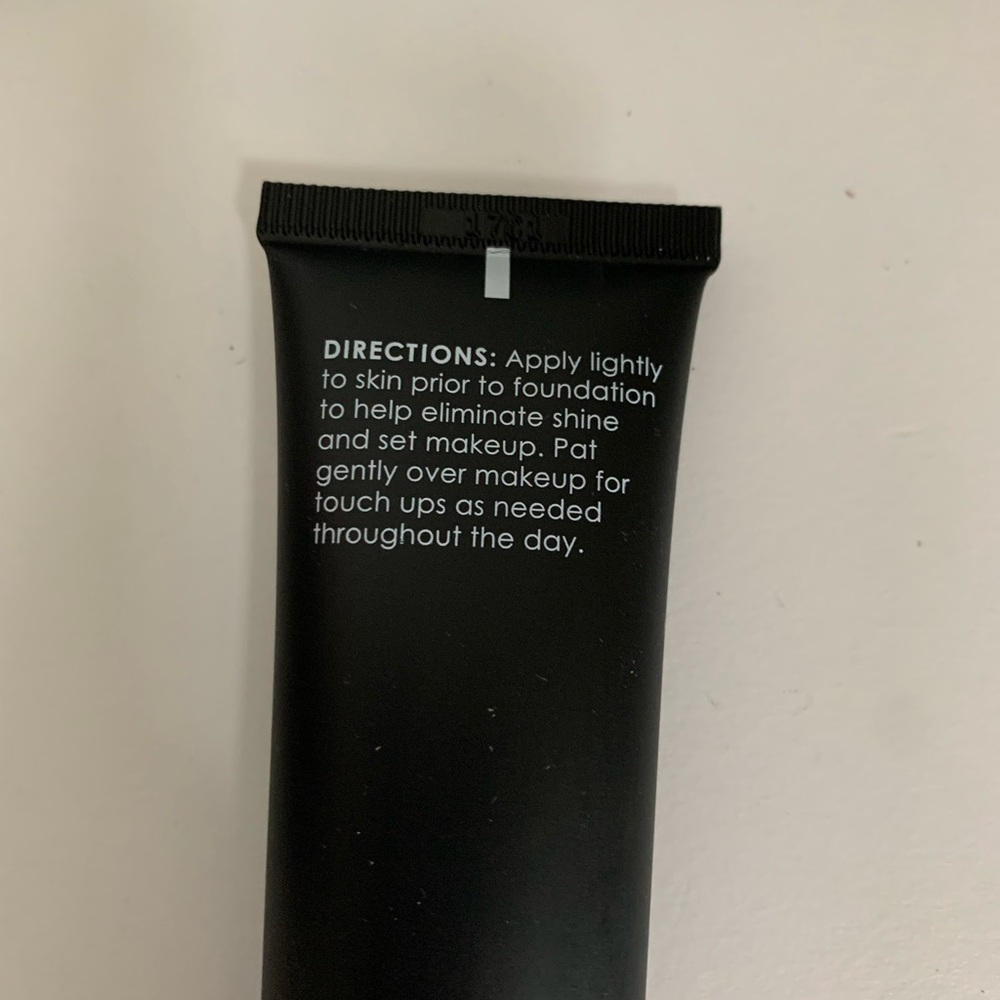 DIRECTIONS: Apply lightly
to skin prior to foundation
to help eliminate shine
and set makeup. Pat
gently over makeup for
touch ups as needed
throughout the day.